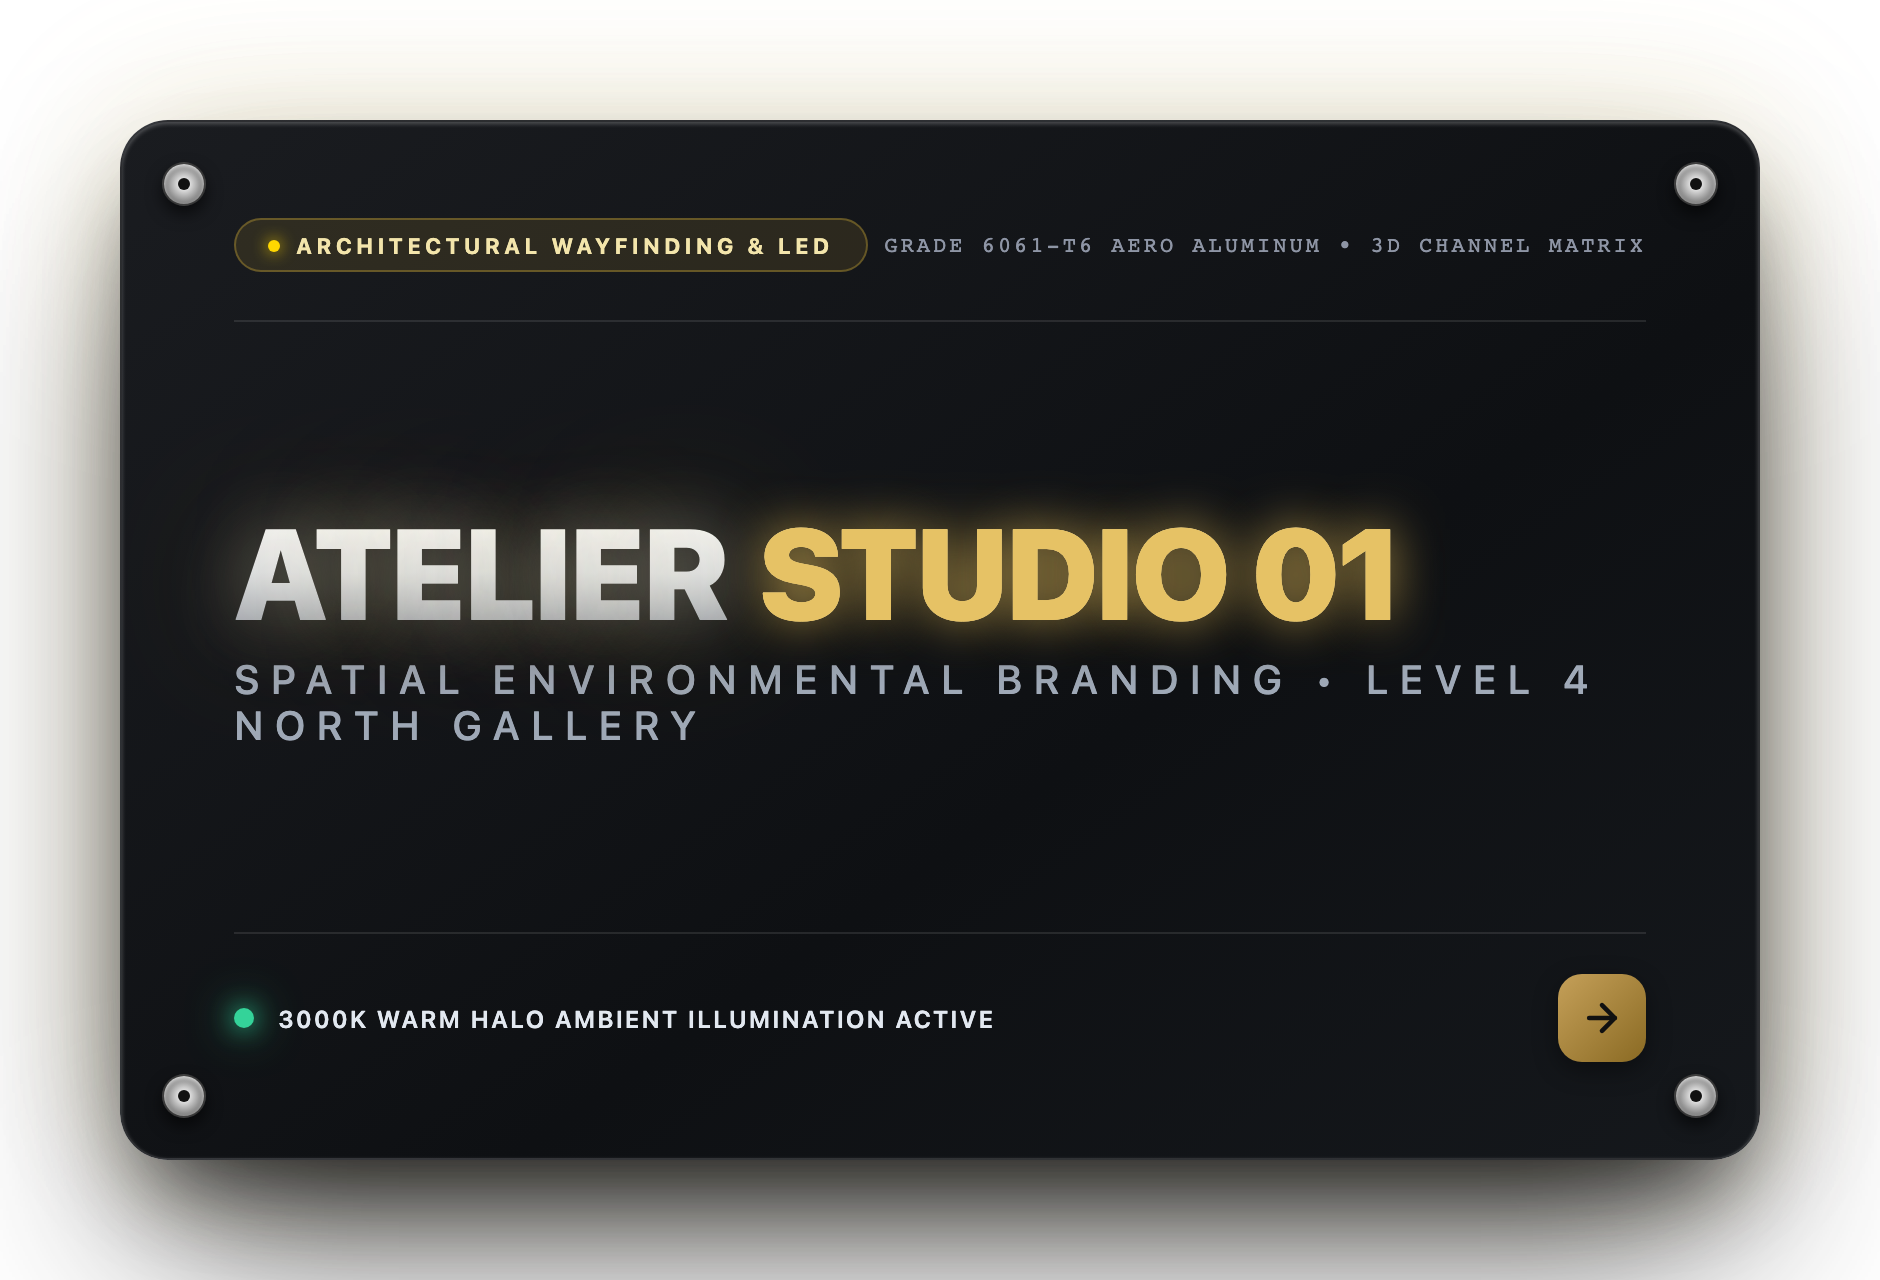 ARCHITECTURAL WAYFINDING & LED
GRADE 6061-T6 AERO ALUMINUM • 3D CHANNEL MATRIX
ATELIER STUDIO 01
SPATIAL ENVIRONMENTAL BRANDING • LEVEL 4
NORTH GALLERY
3000K WARM HALO AMBIENT ILLUMINATION ACTIVE